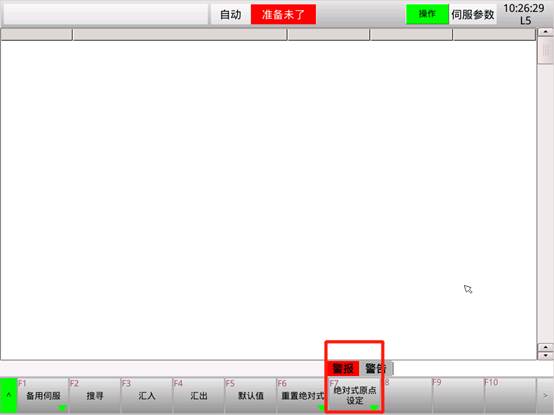 自动 准备未了 操作 伺服参数 10:26:29
L5
警报 警告
F1 F2 F3 F4 F5 F6 F7 F8 F9 F10
^ 备用伺服 搜寻 汇入 汇出 默认值 重置绝对式 绝对式原点 >
设定